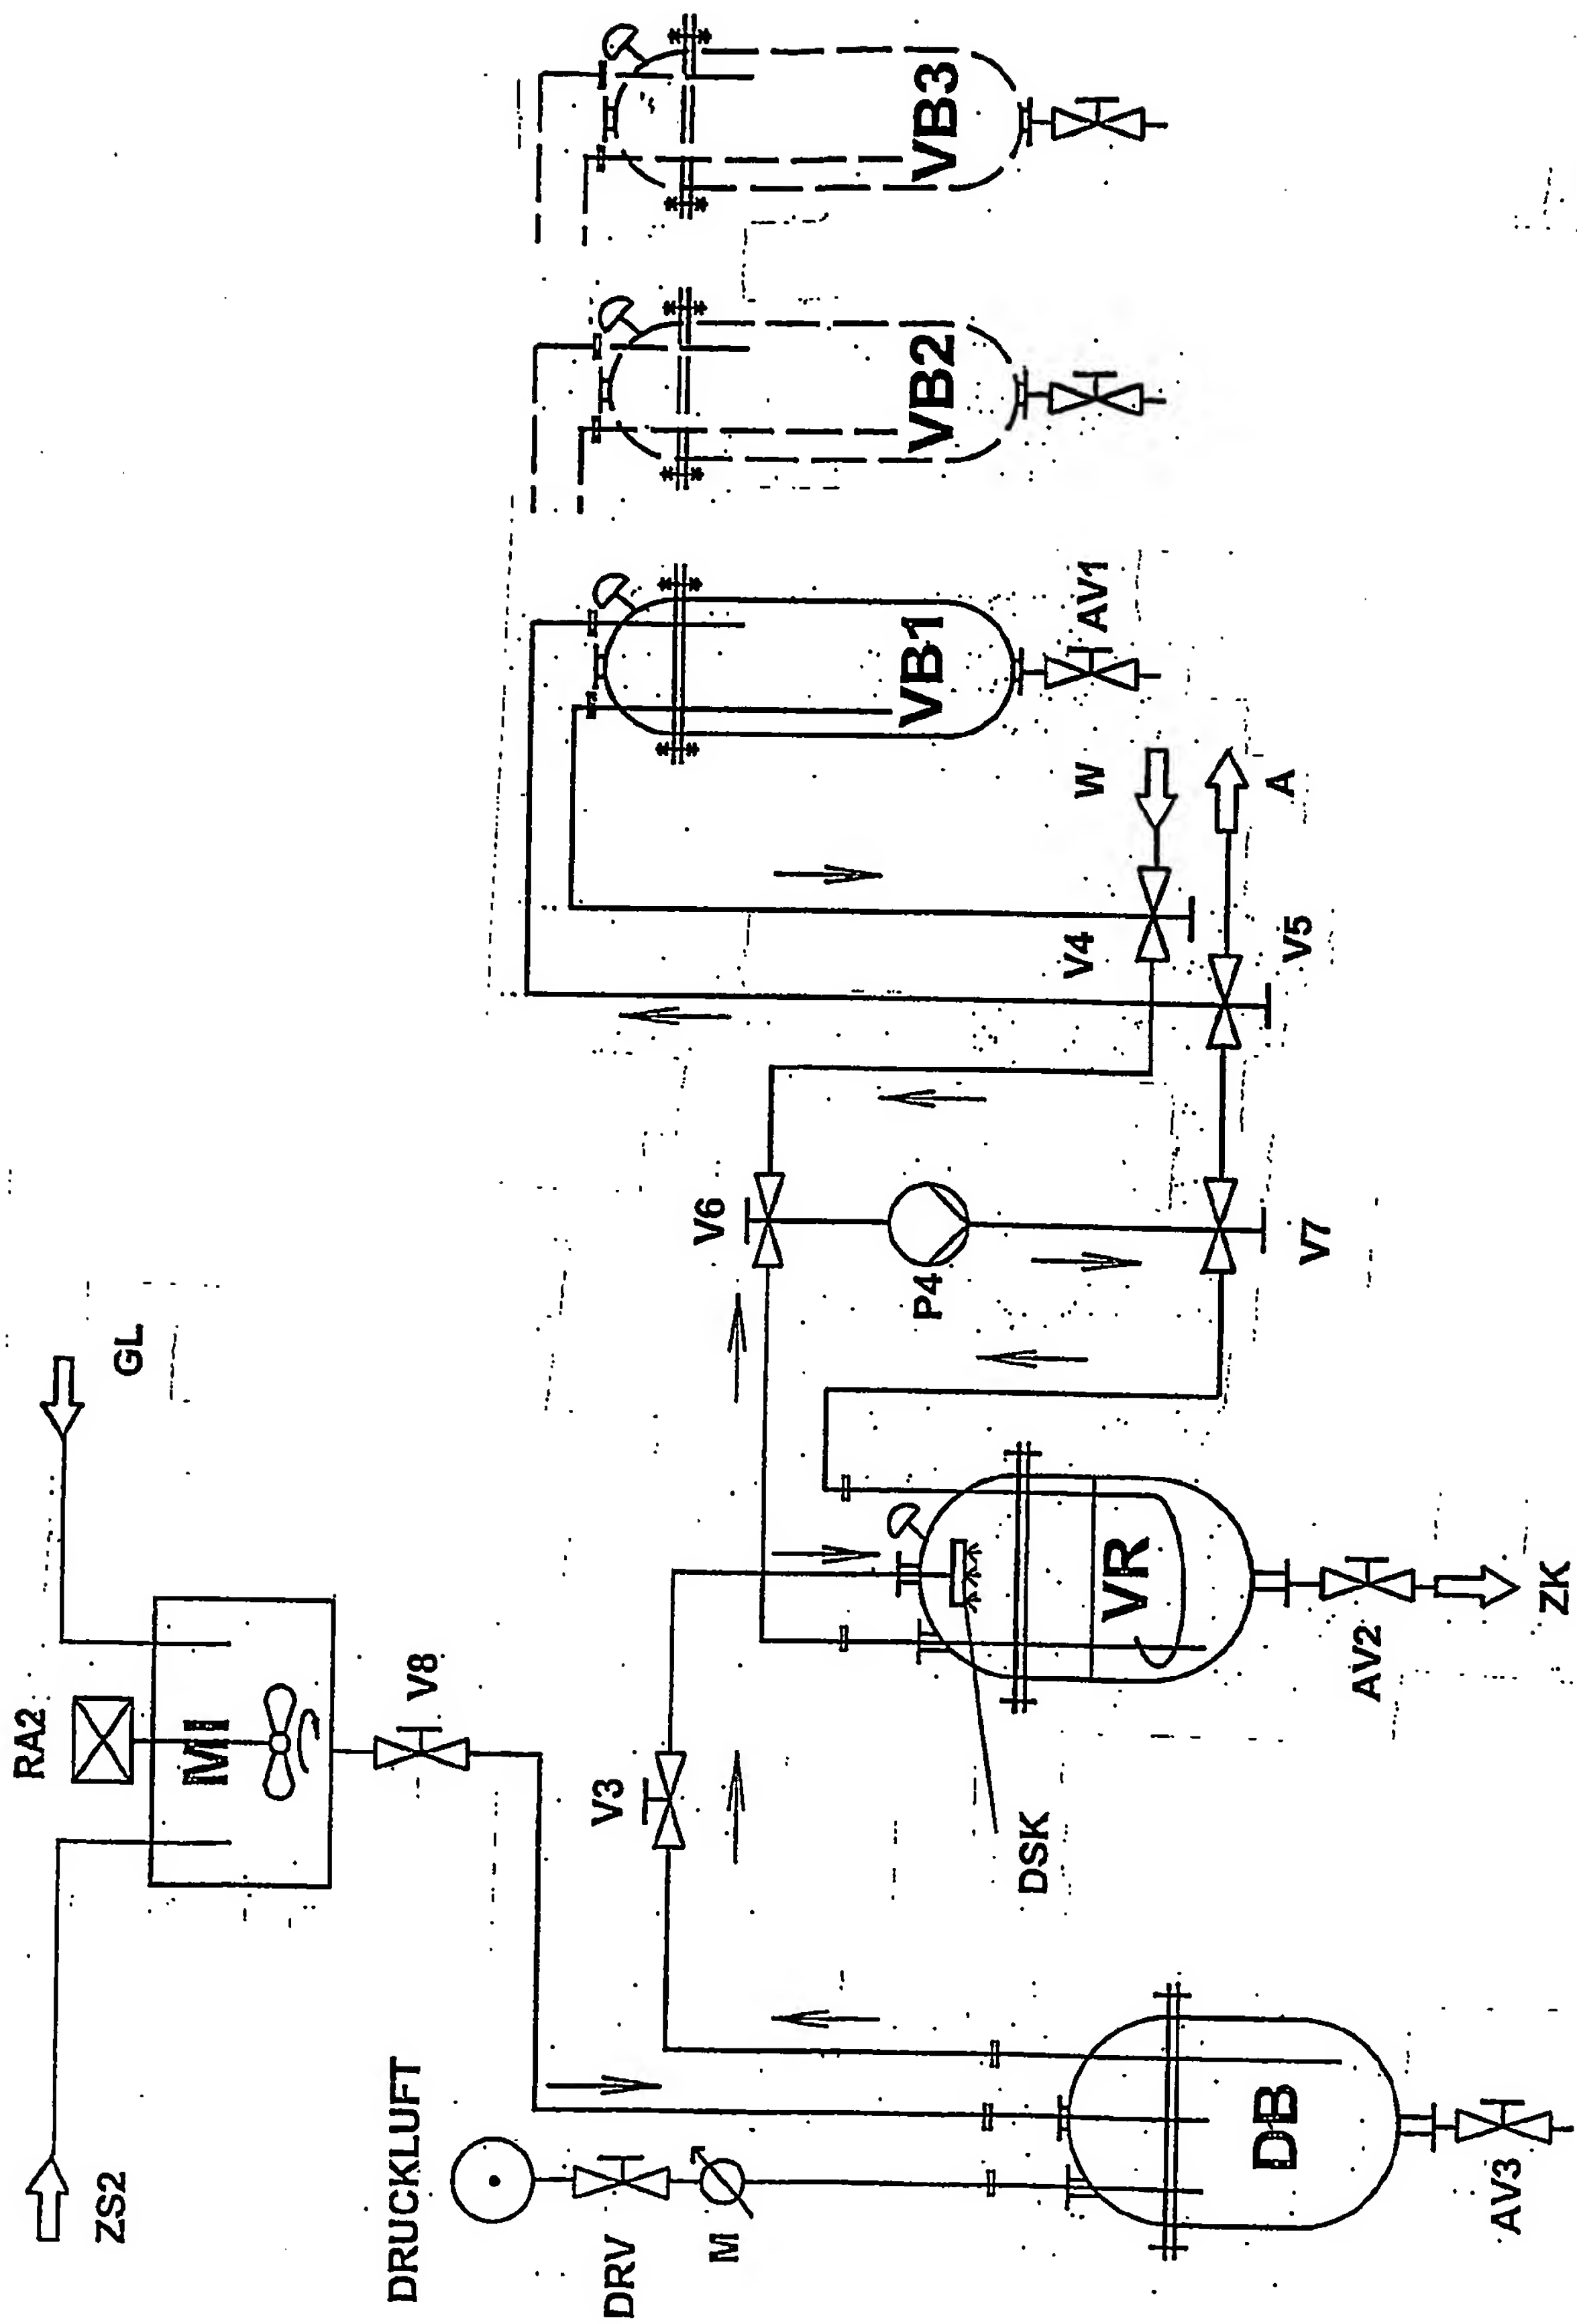 ZS2
RA2
GL
MI
V8
DRUCKLUFT
DRV
M
V3
V6
P4
V7
V4
V5
W
A
VB1
VB2
VB3
AV1
DSK
VR
DB
AV2
ZK
AV3